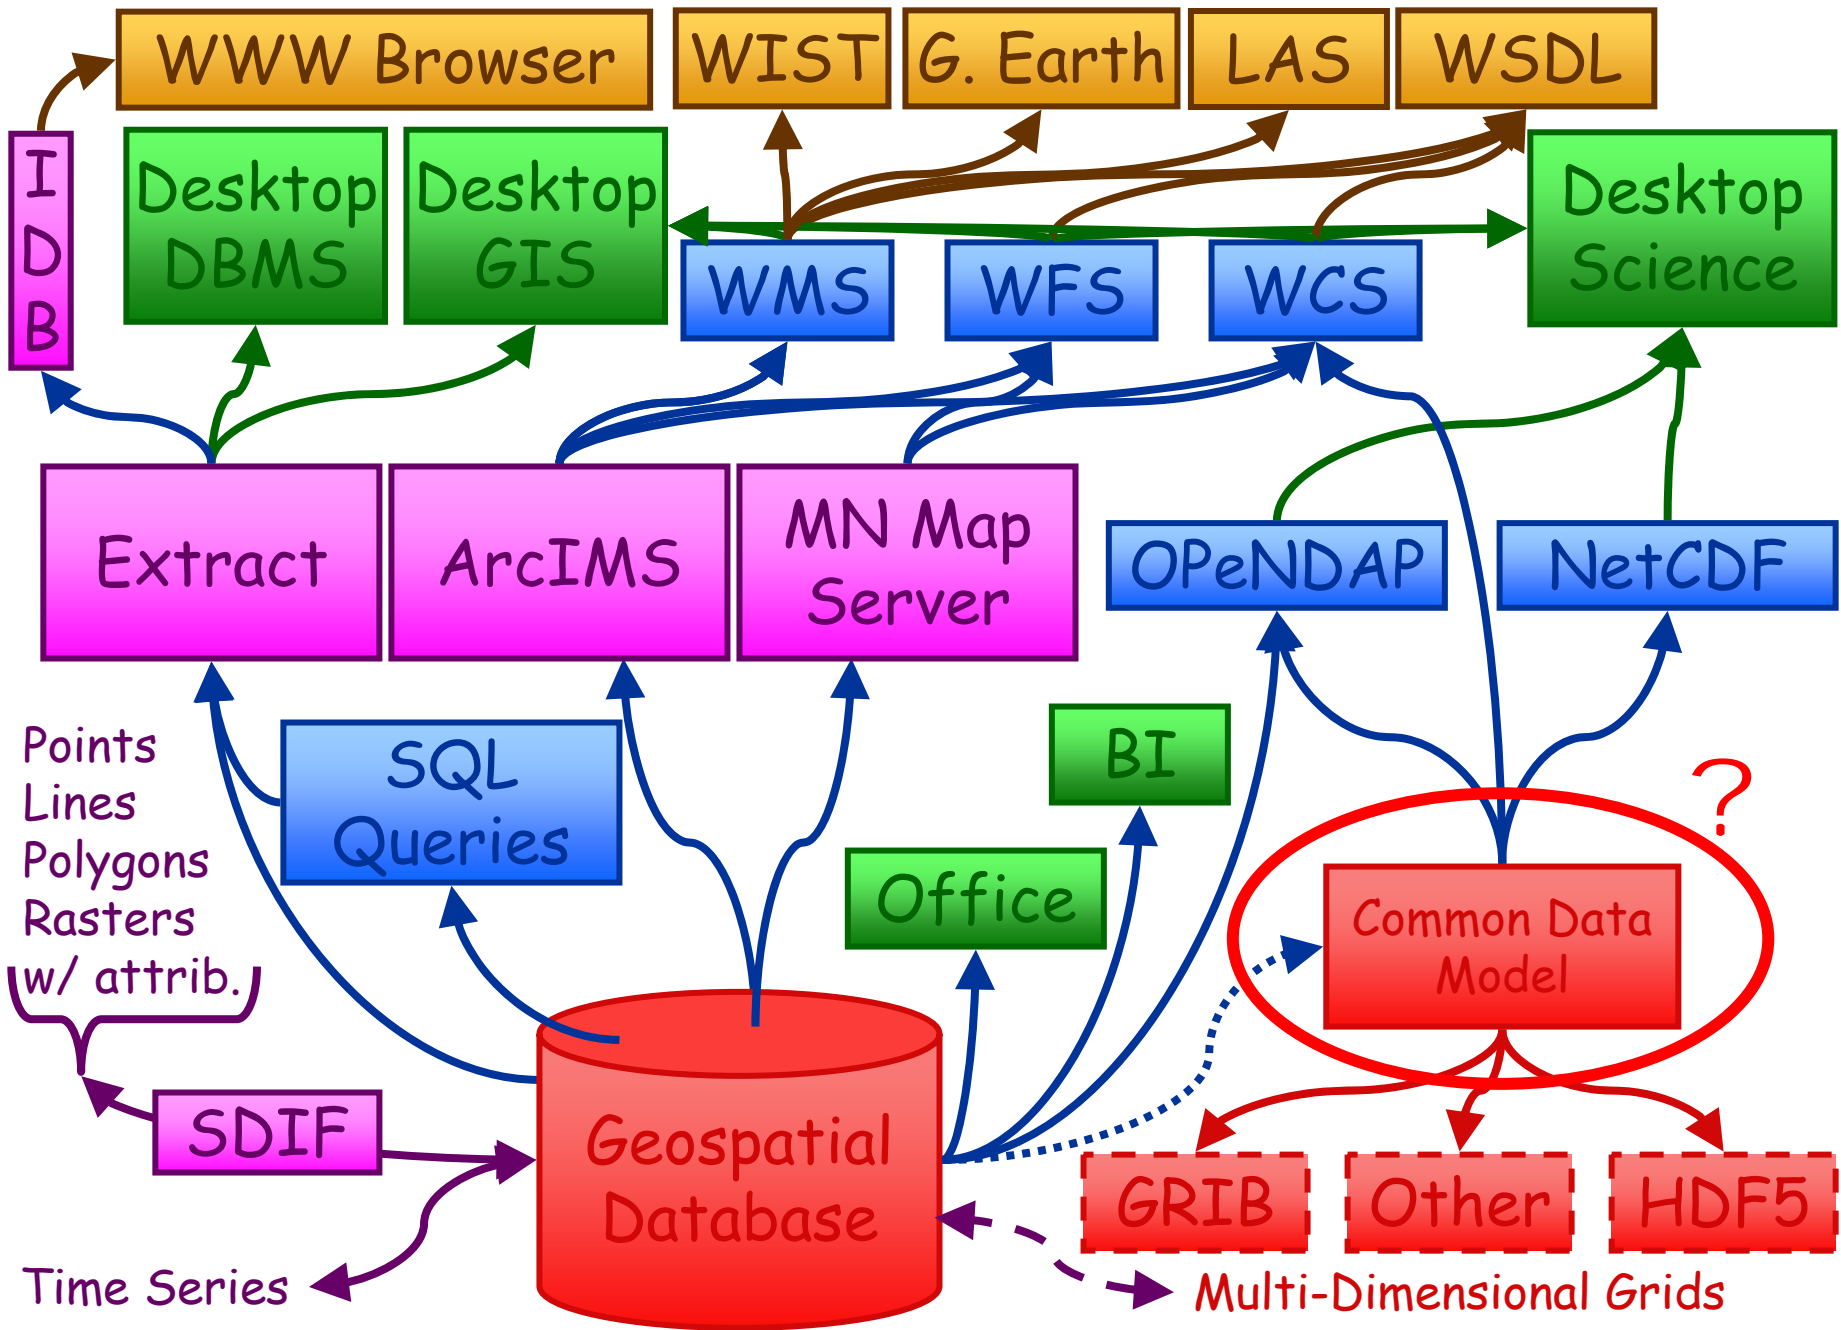 WWW Browser
WIST
G. Earth
LAS
WSDL
I
D
B
Desktop
DBMS
Desktop
GIS
WMS
WFS
WCS
Desktop
Science
Extract
ArcIMS
MN Map
Server
OPeNDAP
NetCDF
Points
Lines
Polygons
Rasters
w/ attrib.
SQL
Queries
BI
Office
?
Common Data
Model
SDIF
Geospatial
Database
GRIB
Other
HDF5
Time Series
Multi-Dimensional Grids